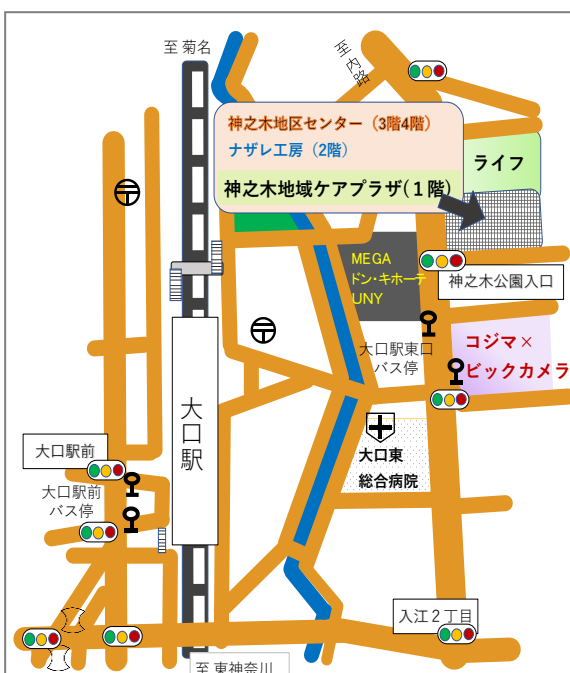 至 菊名
至内路
神之木地区センター（3階4階）
ナザレ工房（2階）
神之木地域ケアプラザ(１階)
ライフ
MEGA
ドン・キホーテ
UNY
神之木公園入口
大口駅東口
バス停
コジマ×
ビックカメラ
大口駅
大口駅前
大口駅前
バス停
大口東
総合病院
入江２丁目
至 東神奈川